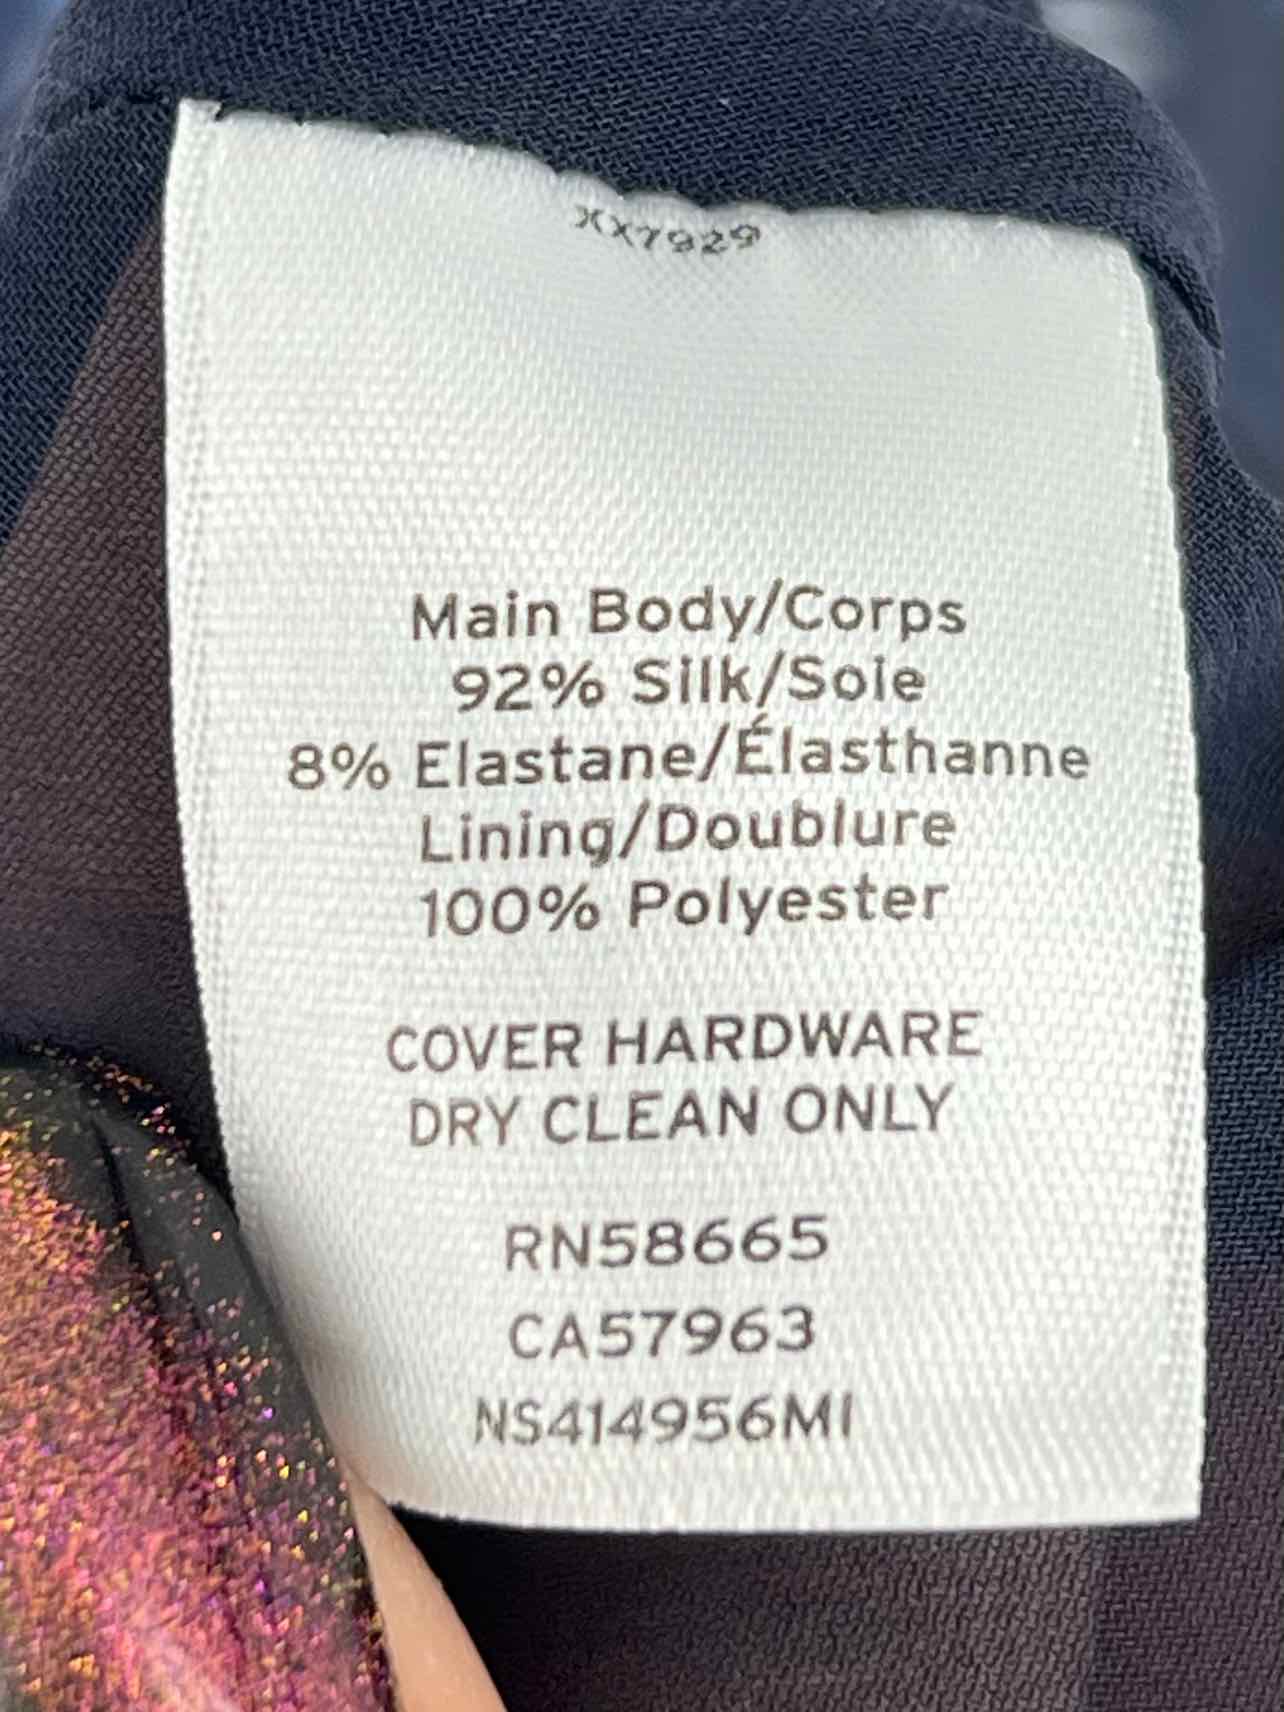 XX7929
Main Body/Corps
92% Silk/Soie
8% Elastane/Élasthanne
Lining/Doublure
100% Polyester
COVER HARDWARE
DRY CLEAN ONLY
RN58665
CA57963
NS414956MI